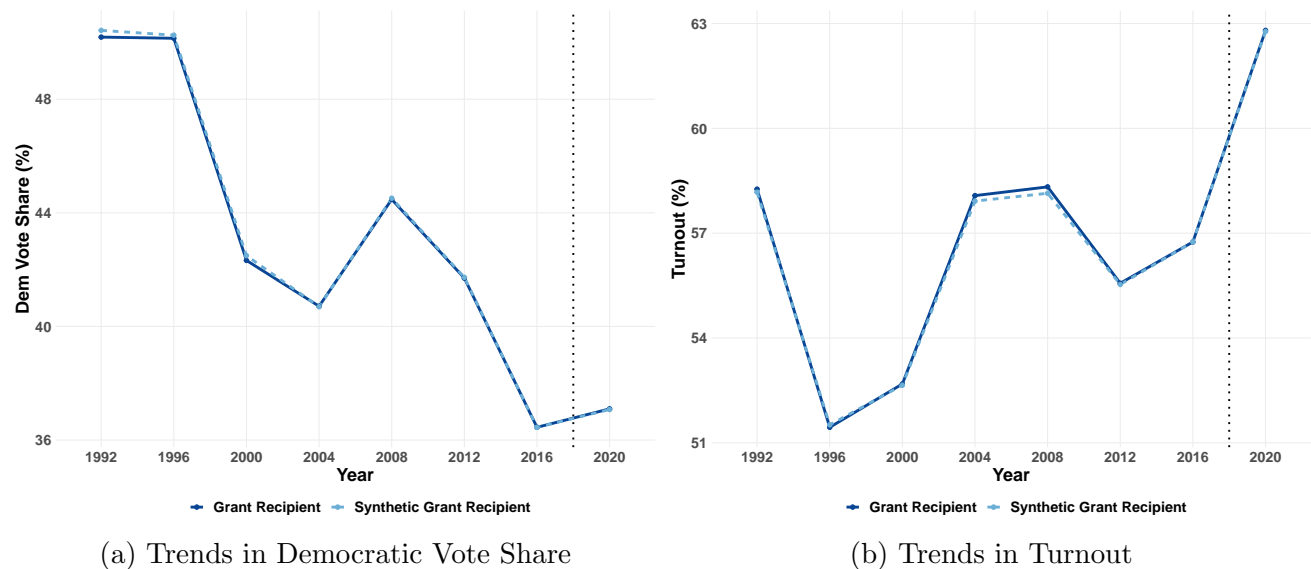 Dem Vote Share (%)
48
44
40
36
1992 1996 2000 2004 2008 2012 2016 2020
Year
Grant Recipient Synthetic Grant Recipient
(a) Trends in Democratic Vote Share
Turnout (%)
63
60
57
54
51
1992 1996 2000 2004 2008 2012 2016 2020
Year
Grant Recipient Synthetic Grant Recipient
(b) Trends in Turnout